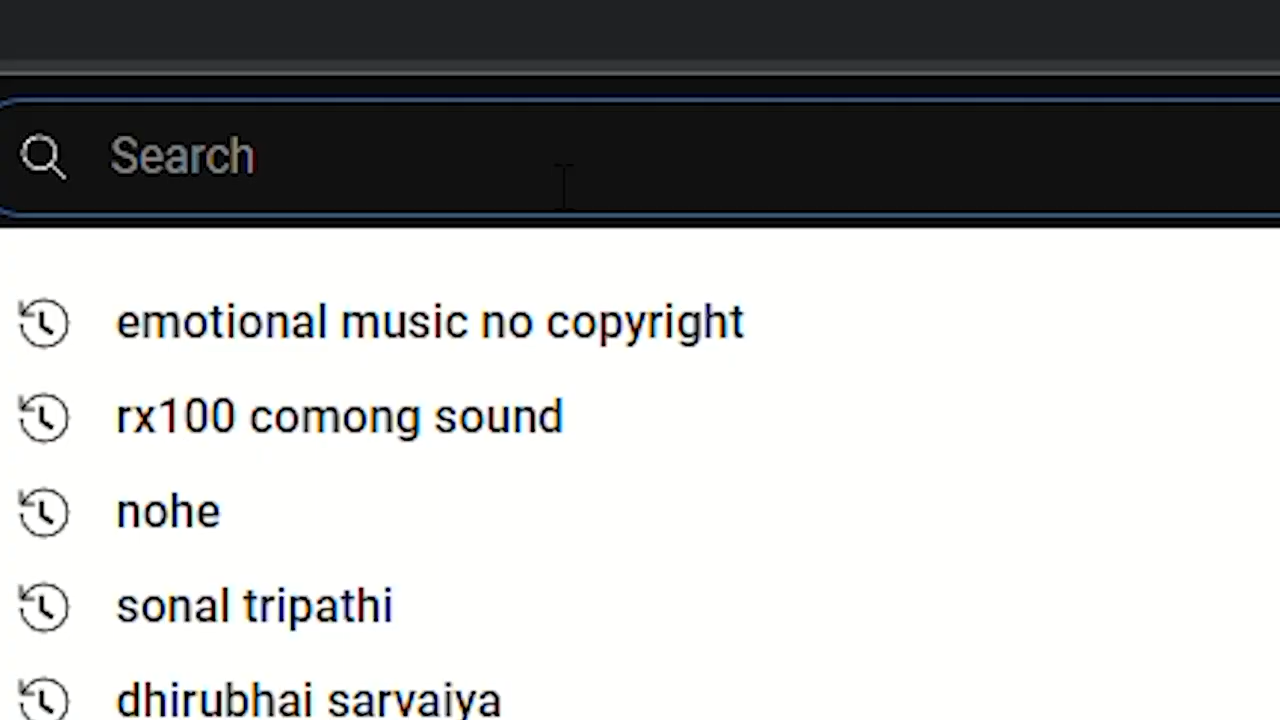 Search
emotional music no copyright
rx100 comong sound
nohe
sonal tripathi
dhirubhai sarvaiya